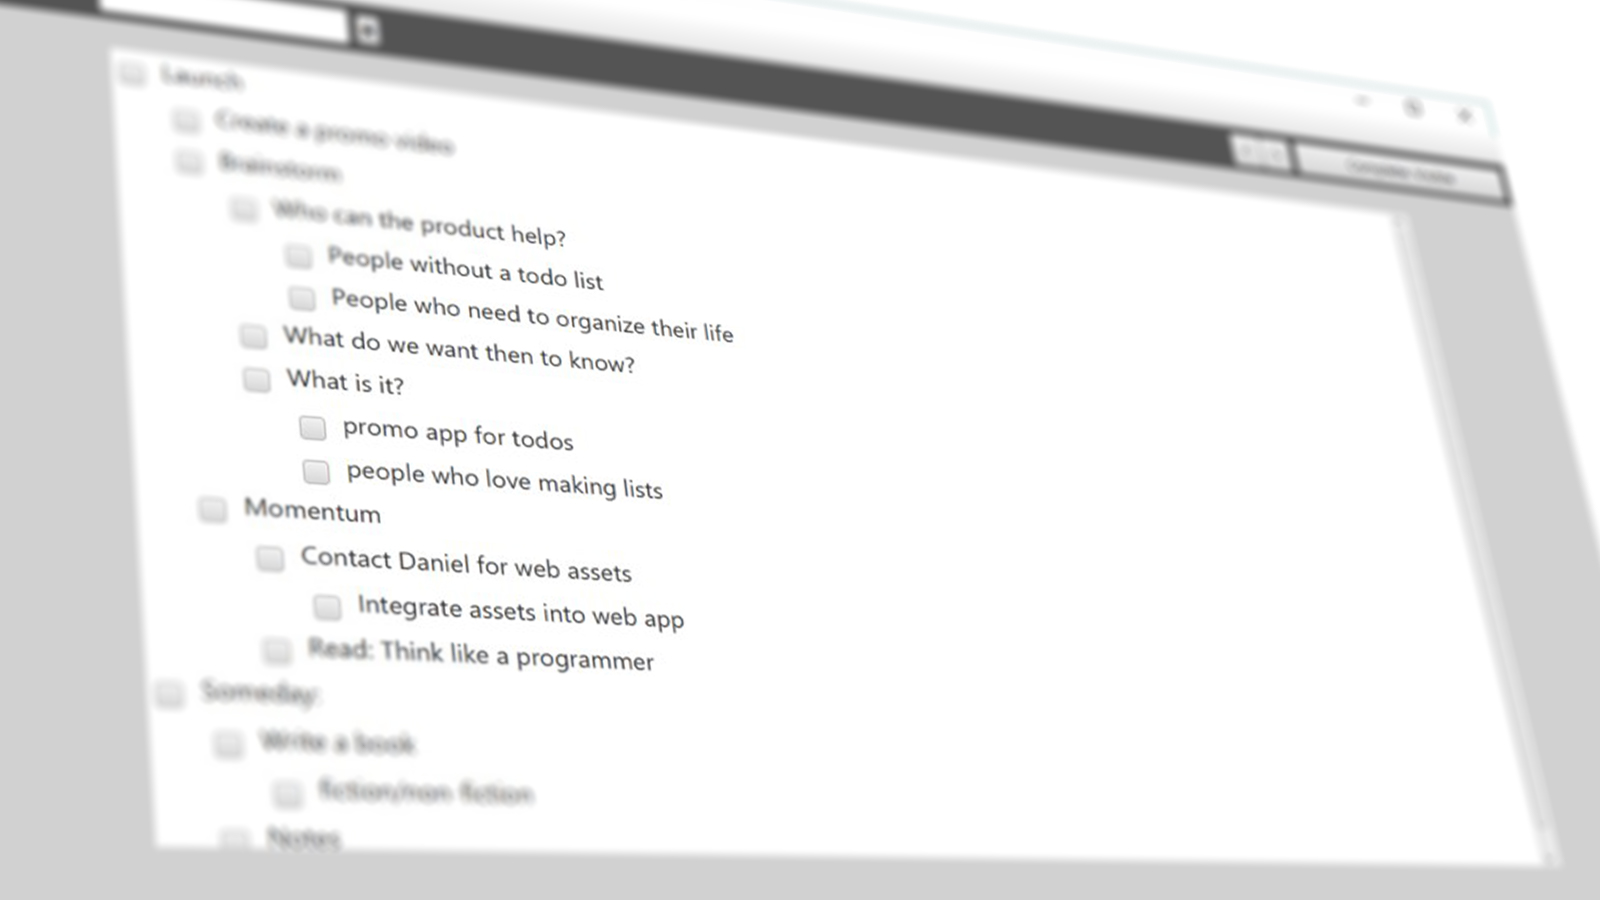 Launch
Create a promo video
Brainstorm
Who can the product help?
People without a todo list
People who need to organize their life
What do we want then to know?
What is it?
promo app for todos
people who love making lists
Momentum
Contact Daniel for web assets
Integrate assets into web app
Read: Think like a programmer
Someday:
Write a book
fiction/non fiction
Notes